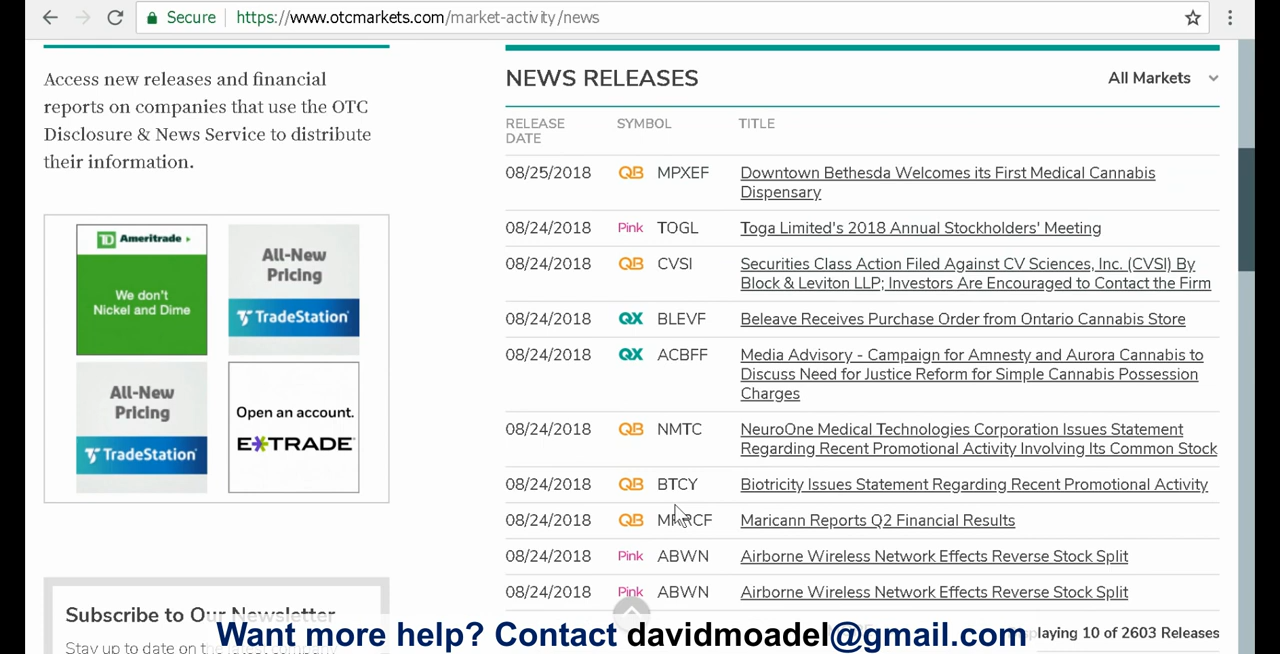 Secure https://www.otcmarkets.com/market-activity/news
Access new releases and financial
reports on companies that use the OTC
Disclosure & News Service to distribute
their information.
Ameritrade
We don't
Nickel and Dime
All-New
Pricing
TradeStation
All-New
Pricing
TradeStation
Open an account.
E*TRADE
Subscribe to Our Newsletter
Stay up to date on the
NEWS RELEASES
All Markets
RELEASE
DATE
SYMBOL
TITLE
08/25/2018 QB MPXEF Downtown Bethesda Welcomes its First Medical Cannabis
Dispensary
08/24/2018 Pink TOGL Toga Limited's 2018 Annual Stockholders' Meeting
08/24/2018 QB CVSI Securities Class Action Filed Against CV Sciences, Inc. (CVSI) By
Block & Leviton LLP; Investors Are Encouraged to Contact the Firm
08/24/2018 QX BLEVF Beleave Receives Purchase Order from Ontario Cannabis Store
08/24/2018 QX ACBFF Media Advisory - Campaign for Amnesty and Aurora Cannabis to
Discuss Need for Justice Reform for Simple Cannabis Possession
Charges
08/24/2018 QB NMTC NeuroOne Medical Technologies Corporation Issues Statement
Regarding Recent Promotional Activity Involving Its Common Stock
08/24/2018 QB BTCY Biotricity Issues Statement Regarding Recent Promotional Activity
08/24/2018 QB Maricann Reports Q2 Financial Results
08/24/2018 Pink ABWN Airborne Wireless Network Effects Reverse Stock Split
08/24/2018 Pink ABWN Airborne Wireless Network Effects Reverse Stock Split
laying 10 of 2603 Releases
Want more help? Contact davidmoadel@gmail.com